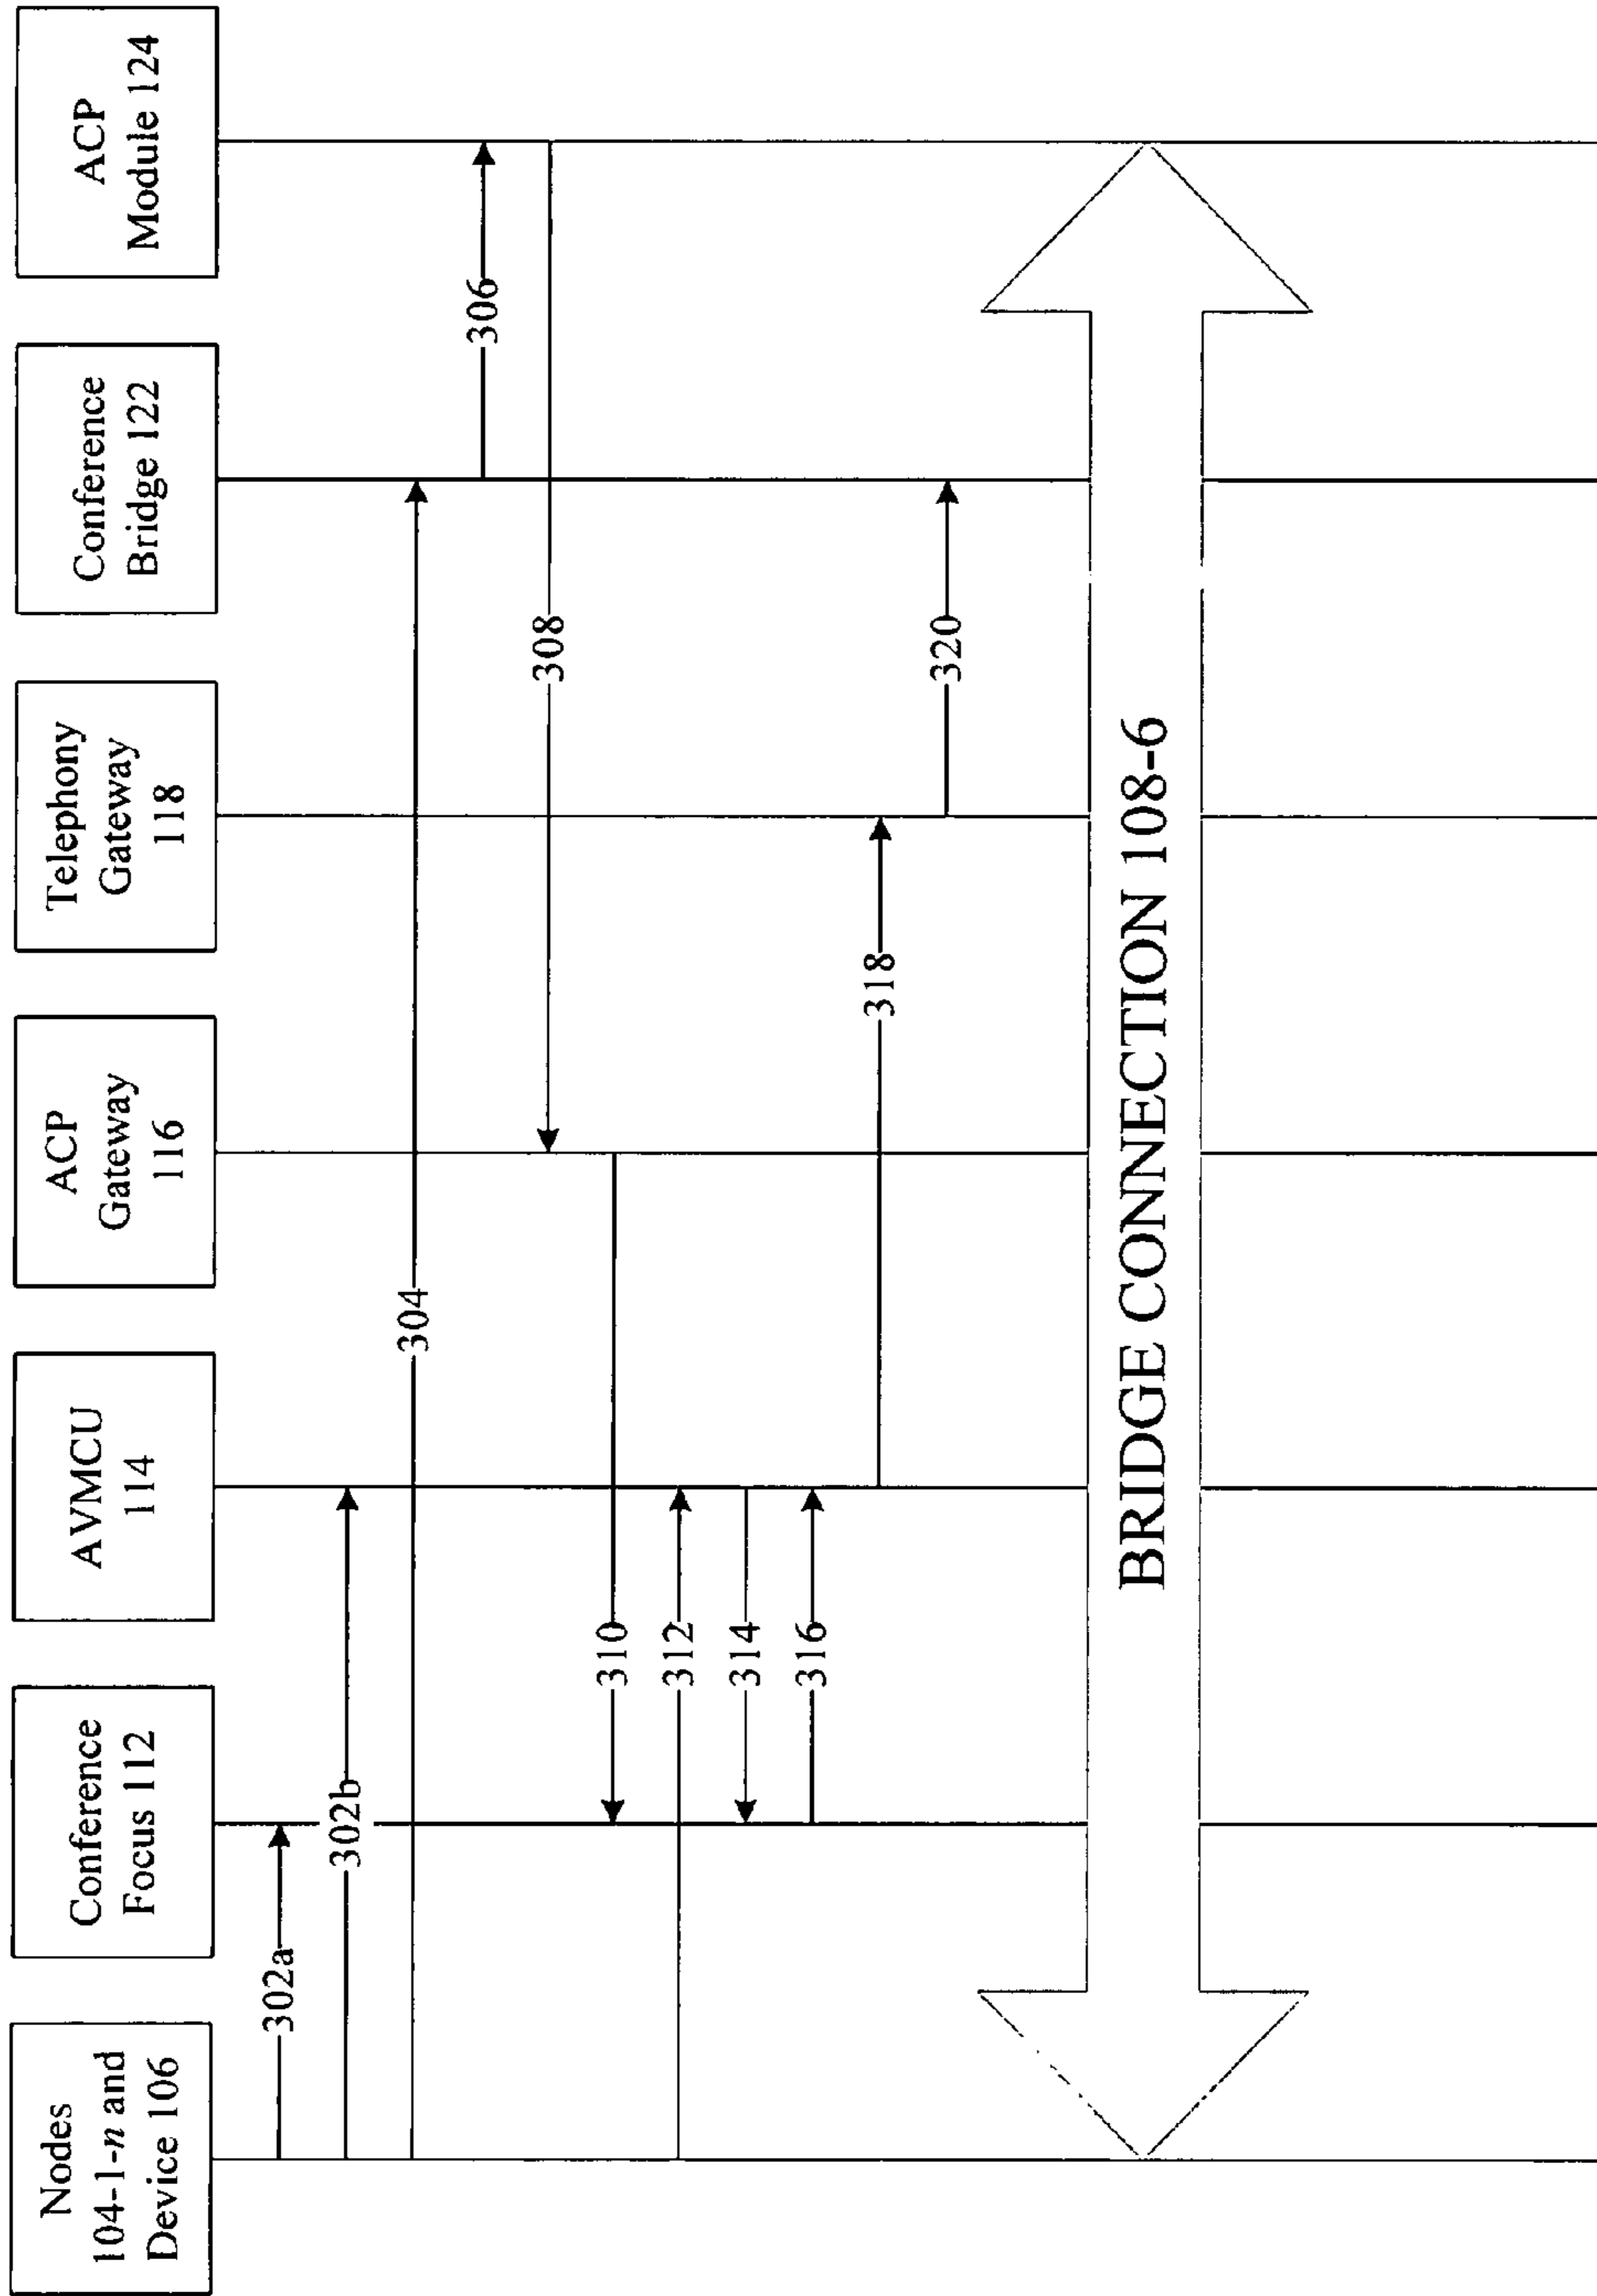 Nodes
104-1-n and
Device 106
Conference
Focus 112
AVMCU
114
ACP
Gateway
116
Telephony
Gateway
118
Conference
Bridge 122
ACP
Module 124
302a
302b
304
306
308
310
312
314
316
318
320
BRIDGE CONNECTION 108-6